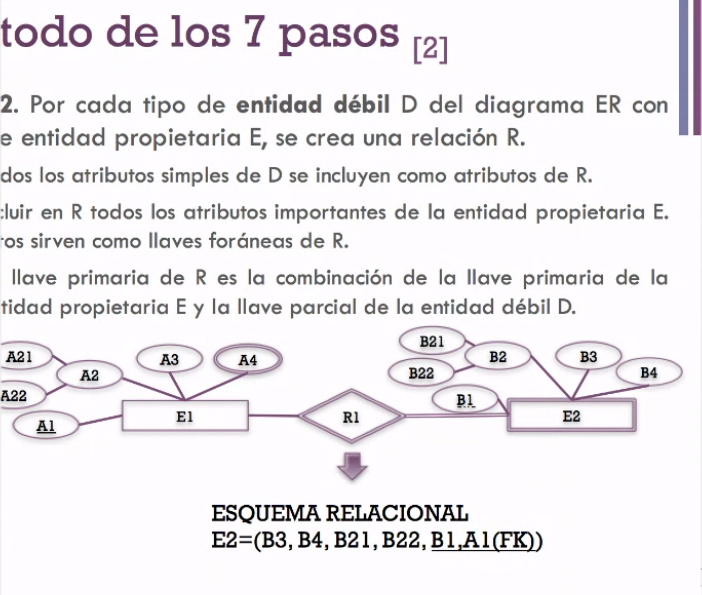 todo de los 7 pasos [2]
2. Por cada tipo de entidad débil D del diagrama ER con
e entidad propietaria E, se crea una relación R.
dos los atributos simples de D se incluyen como atributos de R.
cluir en R todos los atributos importantes de la entidad propietaria E.
tos sirven como llaves foráneas de R.
llave primaria de R es la combinación de la llave primaria de la
tidad propietaria E y la llave parcial de la entidad débil D.
A21
A22
A2
A1
A3
A4
E1
R1
B21
B22
B2
B1
B3
B4
E2
ESQUEMA RELACIONAL
E2=(B3, B4, B21, B22, B1,A1(FK))